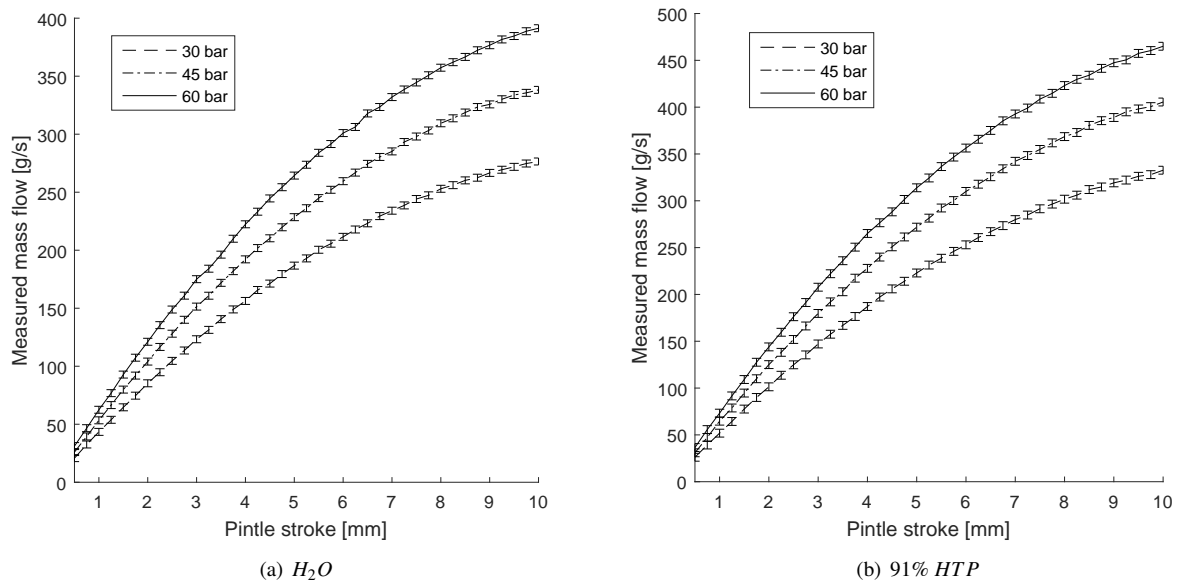 400
350
300
250
200
150
100
50
0
Measured mass flow [g/s]
30 bar
45 bar
60 bar
1 2 3 4 5 6 7 8 9 10
Pintle stroke [mm]
(a) H₂O
500
450
400
350
300
250
200
150
100
50
0
Measured mass flow [g/s]
30 bar
45 bar
60 bar
1 2 3 4 5 6 7 8 9 10
Pintle stroke [mm]
(b) 91% HTP